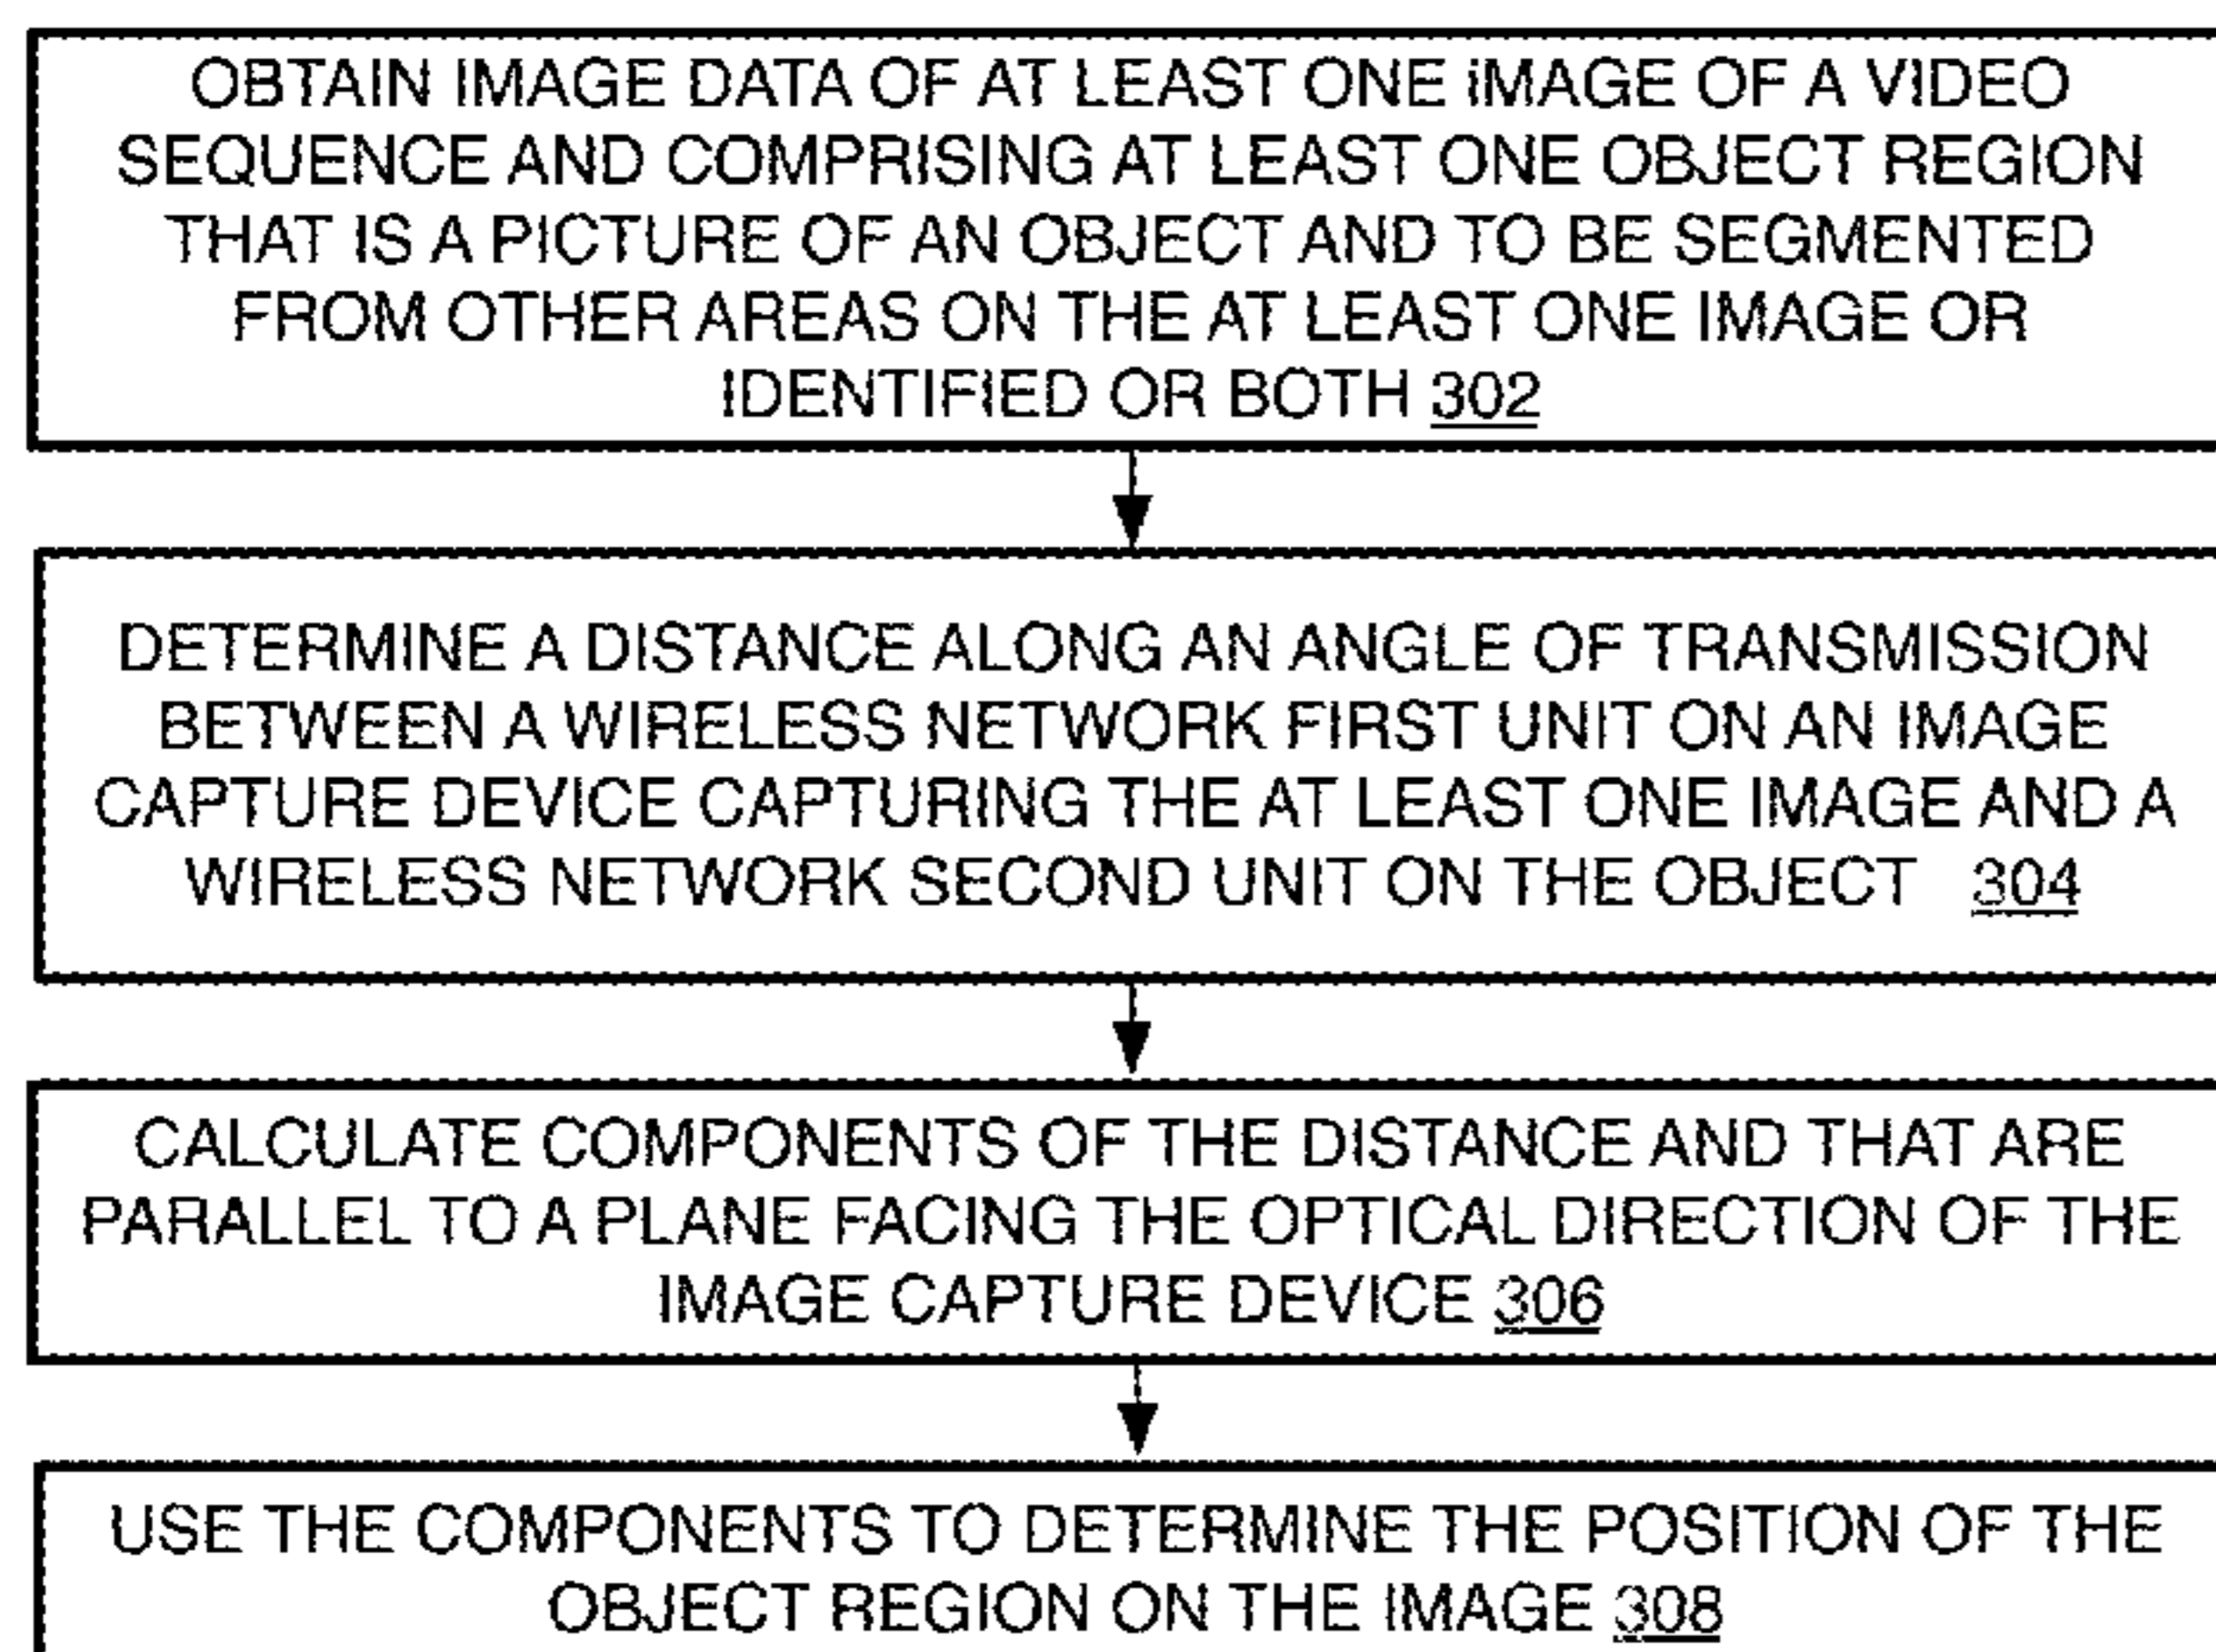 OBTAIN IMAGE DATA OF AT LEAST ONE iMAGE OF A VIDEO
SEQUENCE AND COMPRISING AT LEAST ONE OBJECT REGION
THAT IS A PICTURE OF AN OBJECT AND TO BE SEGMENTED
FROM OTHER AREAS ON THE AT LEAST ONE IMAGE OR
IDENTIFIED OR BOTH 302
DETERMINE A DISTANCE ALONG AN ANGLE OF TRANSMISSION
BETWEEN A WIRELESS NETWORK FIRST UNIT ON AN IMAGE
CAPTURE DEVICE CAPTURING THE AT LEAST ONE IMAGE AND A
WIRELESS NETWORK SECOND UNIT ON THE OBJECT 304
CALCULATE COMPONENTS OF THE DISTANCE AND THAT ARE
PARALLEL TO A PLANE FACING THE OPTICAL DIRECTION OF THE
IMAGE CAPTURE DEVICE 306
USE THE COMPONENTS TO DETERMINE THE POSITION OF THE
OBJECT REGION ON THE IMAGE 308